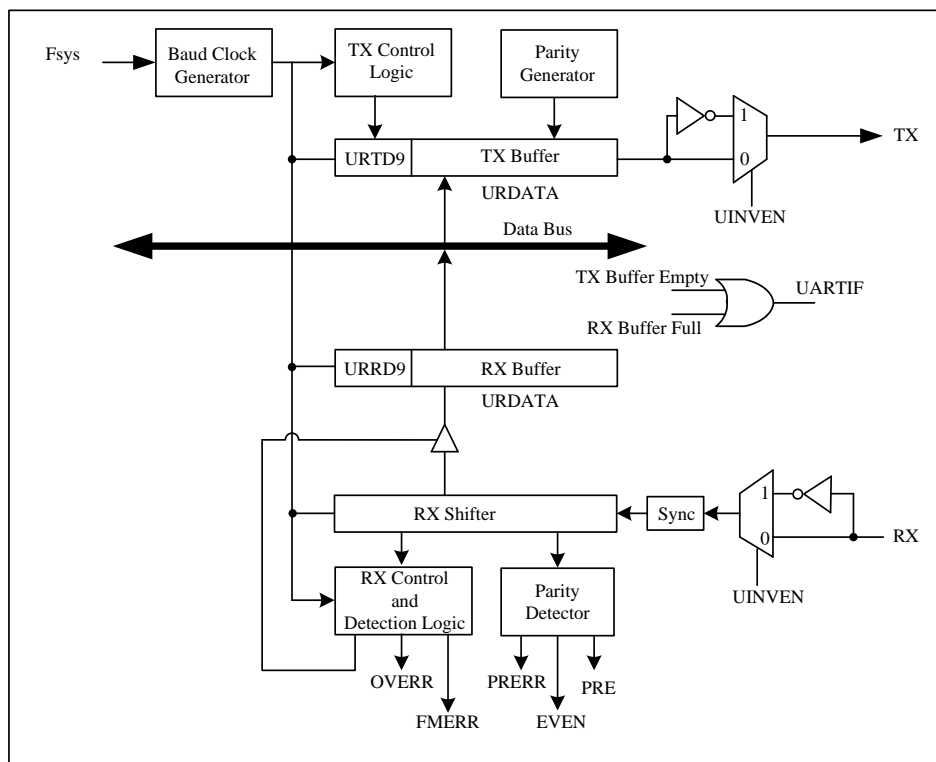 Fsys
Baud Clock
Generator
TX Control
Logic
Parity
Generator
1
0
TX
UINVEN
URTD9
TX Buffer
URDATA
Data Bus
TX Buffer Empty
RX Buffer Full
UARTIF
URRD9
RX Buffer
URDATA
RX Shifter
Sync
1
0
RX
UINVEN
RX Control
and
Detection Logic
Parity
Detector
OVERR
FMERR
PRERR
EVEN
PRE